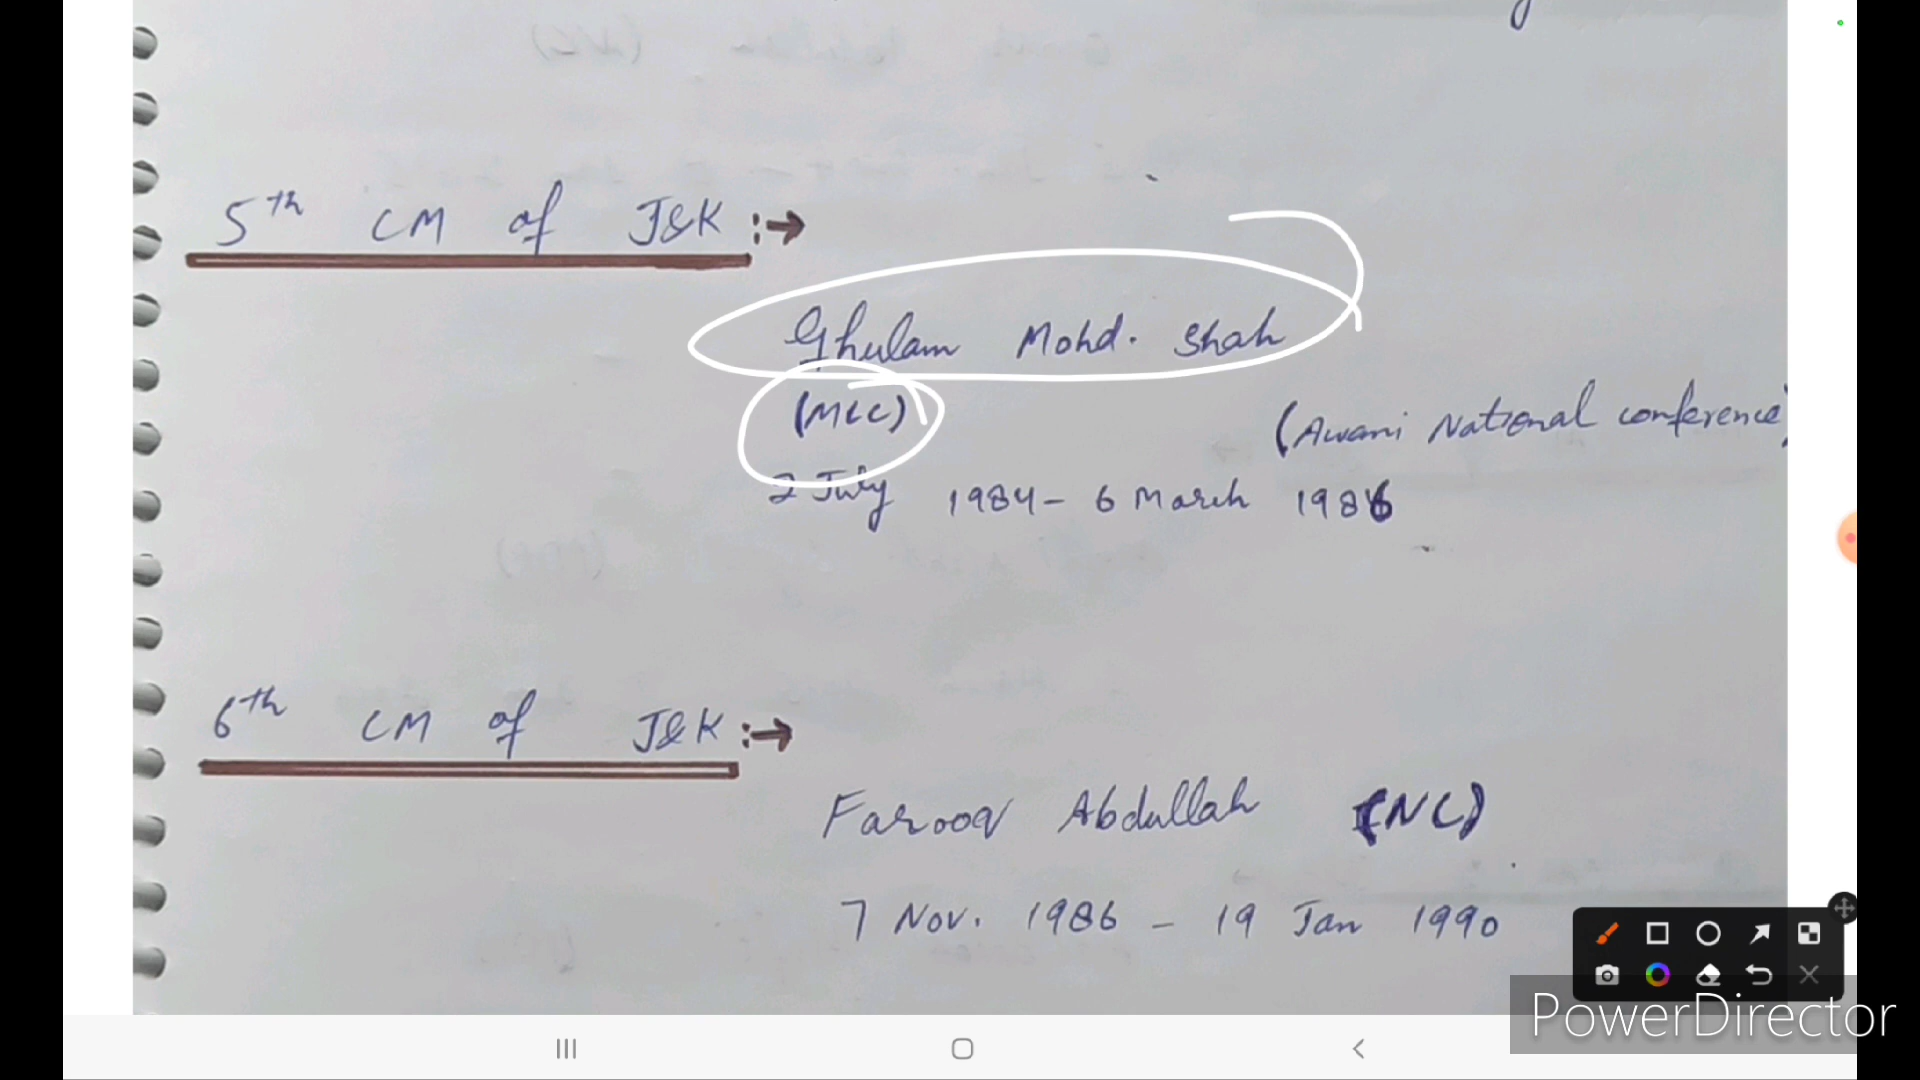 5th CM of J&K :→
Ghulam Mohd. Shah
(MLC)
(Awami National conference)
2 July 1984 - 6 March 1986
6th CM of J&K :→
Farooq Abdullah (NC)
7 Nov. 1986 - 19 Jan 1990
PowerDirector